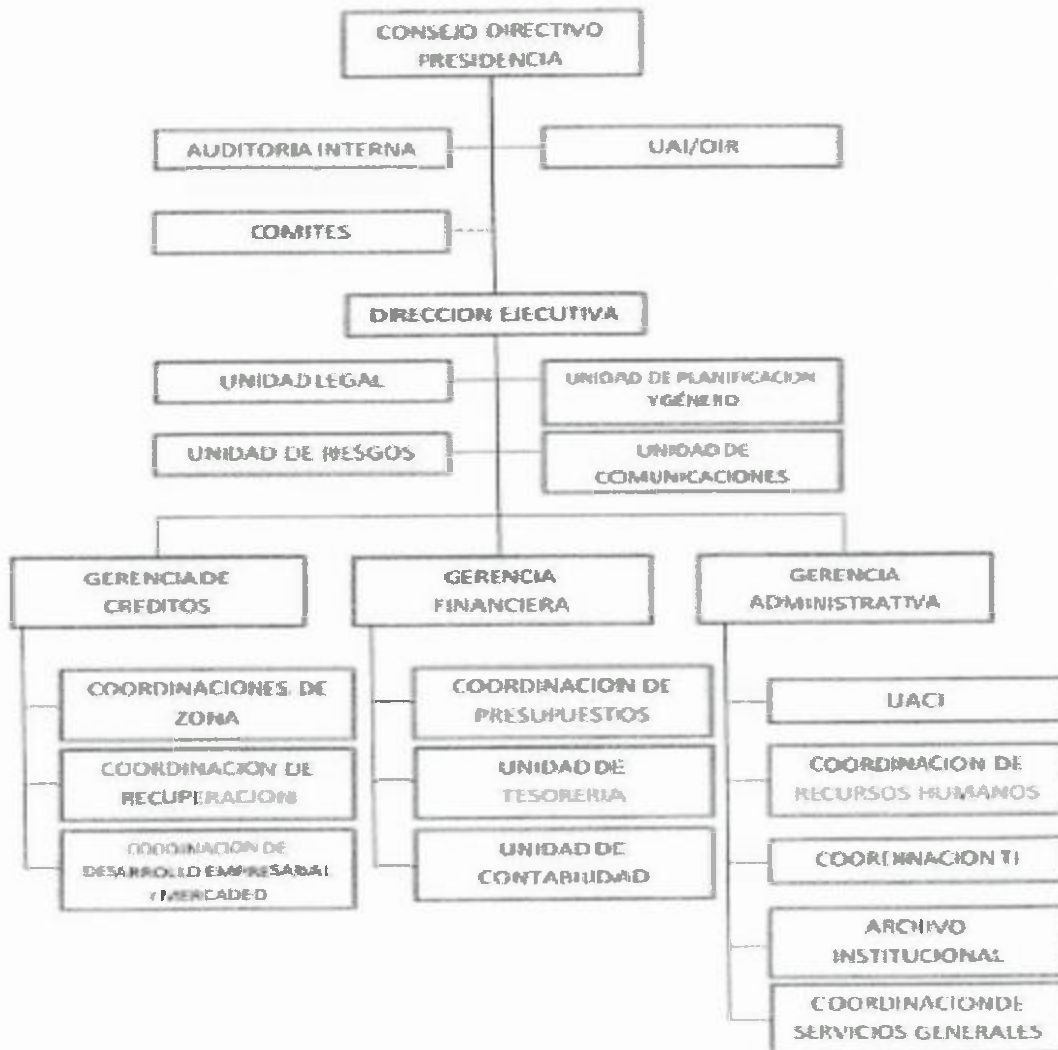 CONSEJO DIRECTIVO
PRESIDENCIA
AUDITORIA INTERNA
UAI/OIR
COMITES
DIRECCION EJECUTIVA
UNIDAD LEGAL
UNIDAD DE PLANIFICACION
Y GÉNERO
UNIDAD DE RIESGOS
UNIDAD DE
COMUNICACIONES
GERENCIA DE
CREDITOS
GERENCIA
FINANCIERA
GERENCIA
ADMINISTRATIVA
COORDINACIONES DE
ZONA
COORDINACION DE
RECUPERACION
COORDINACION DE
DESARROLLO EMPRESARIAL
Y MERCADEO
COORDINACION DE
PRESUPUESTOS
UNIDAD DE
TESORERIA
UNIDAD DE
CONTABILIDAD
UACI
COORDINACION DE
RECURSOS HUMANOS
COORDINACION TI
ARCHIVO
INSTITUCIONAL
COORDINACION DE
SERVICIOS GENERALES